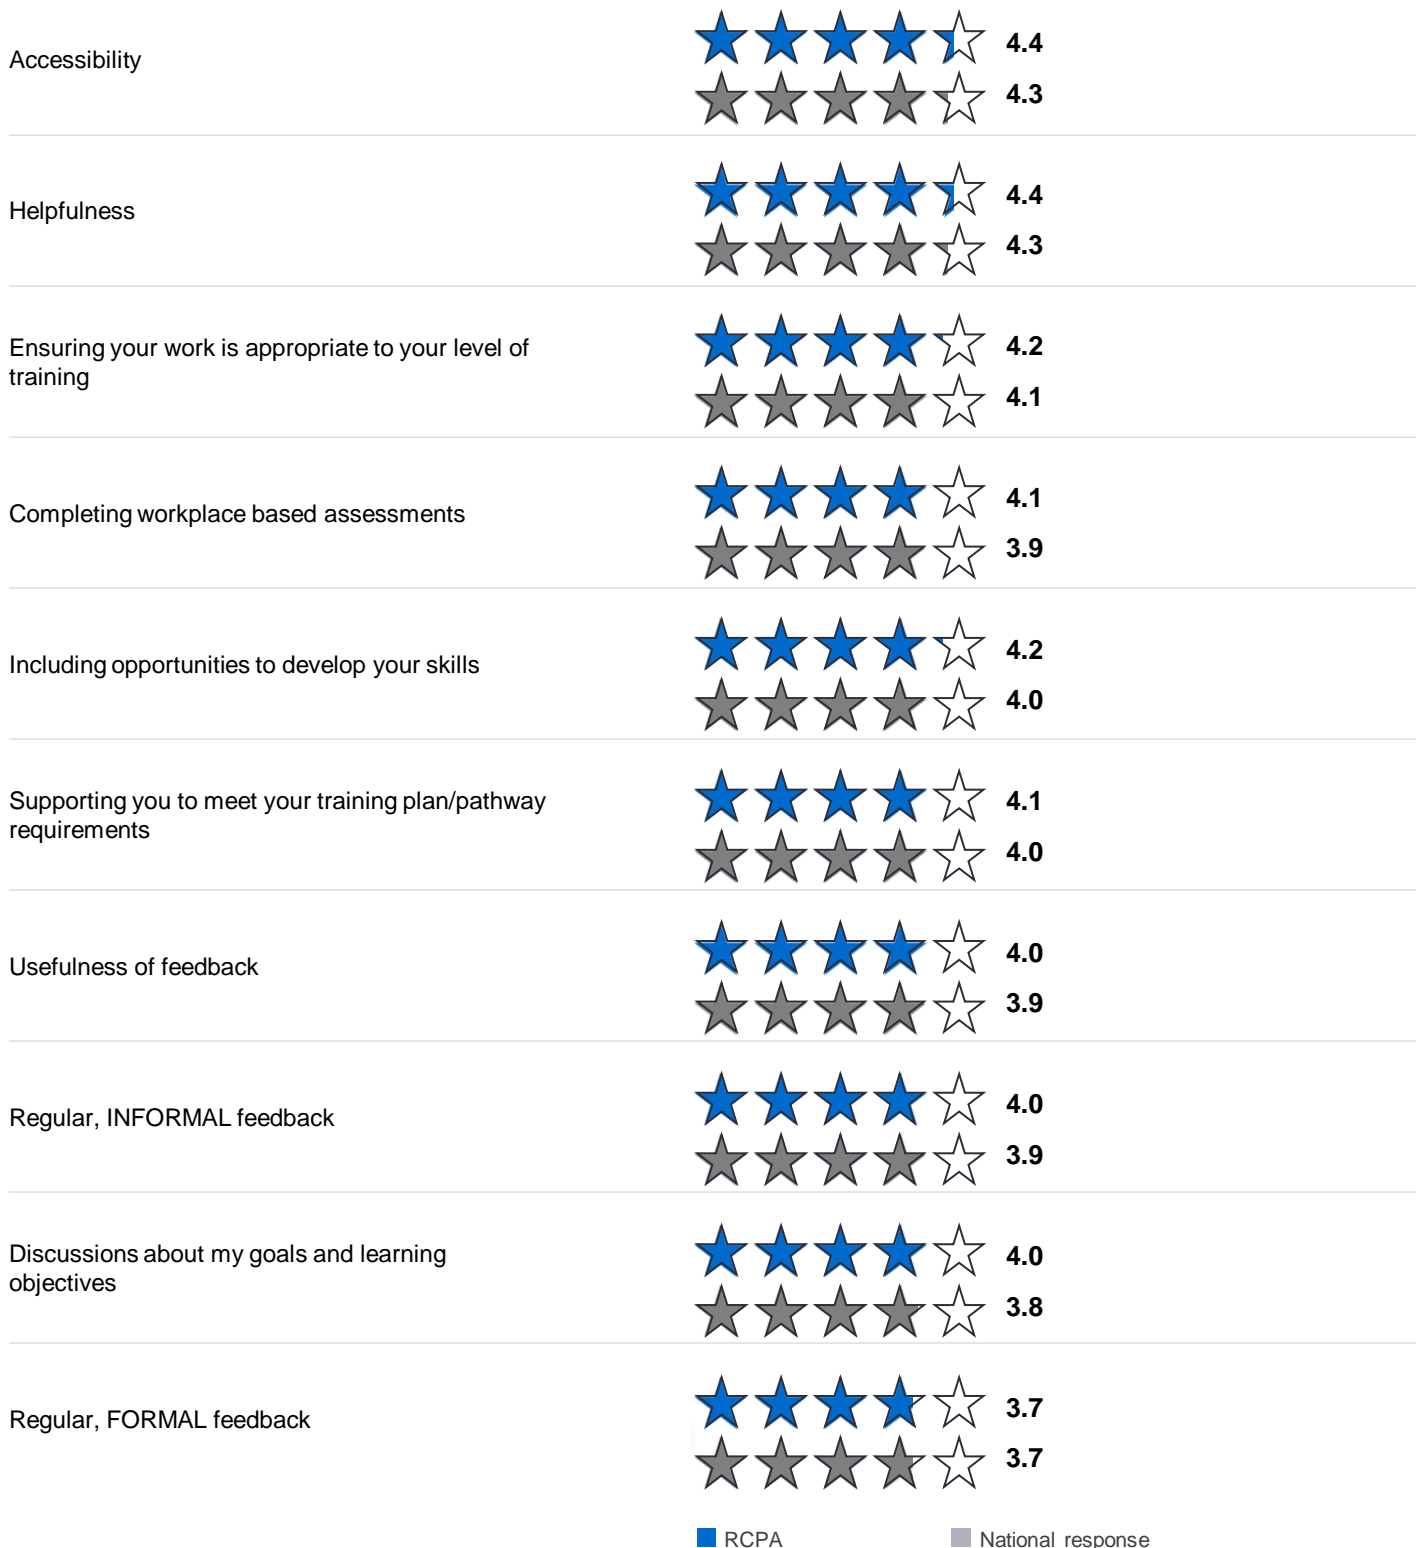 Accessibility
4.4
4.3
Helpfulness
4.4
4.3
Ensuring your work is appropriate to your level of
training
4.2
4.1
Completing workplace based assessments
4.1
3.9
Including opportunities to develop your skills
4.2
4.0
Supporting you to meet your training plan/pathway
requirements
4.1
4.0
Usefulness of feedback
4.0
3.9
Regular, INFORMAL feedback
4.0
3.9
Discussions about my goals and learning
objectives
4.0
3.8
Regular, FORMAL feedback
3.7
3.7
RCPA
National response